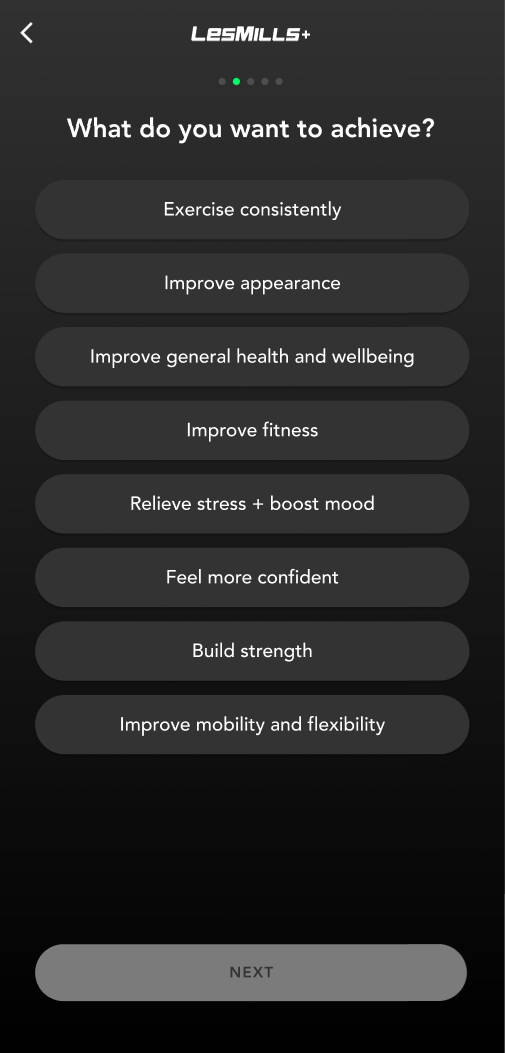 LESMILLS+
What do you want to achieve?
Exercise consistently
Improve appearance
Improve general health and wellbeing
Improve fitness
Relieve stress + boost mood
Feel more confident
Build strength
Improve mobility and flexibility
NEXT